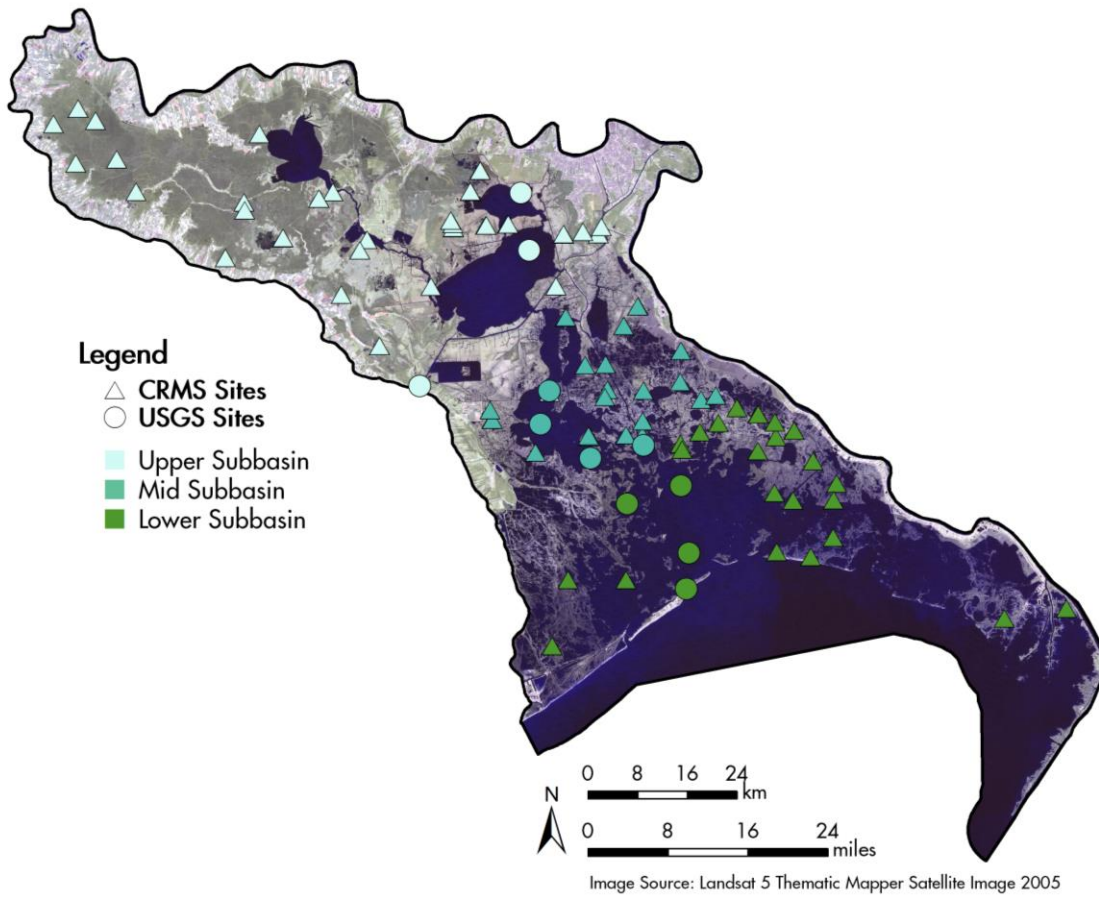 Legend
CRMS Sites
USGS Sites
Upper Subbasin
Mid Subbasin
Lower Subbasin
N
0 8 16 24 km
0 8 16 24 miles
Image Source: Landsat 5 Thematic Mapper Satellite Image 2005